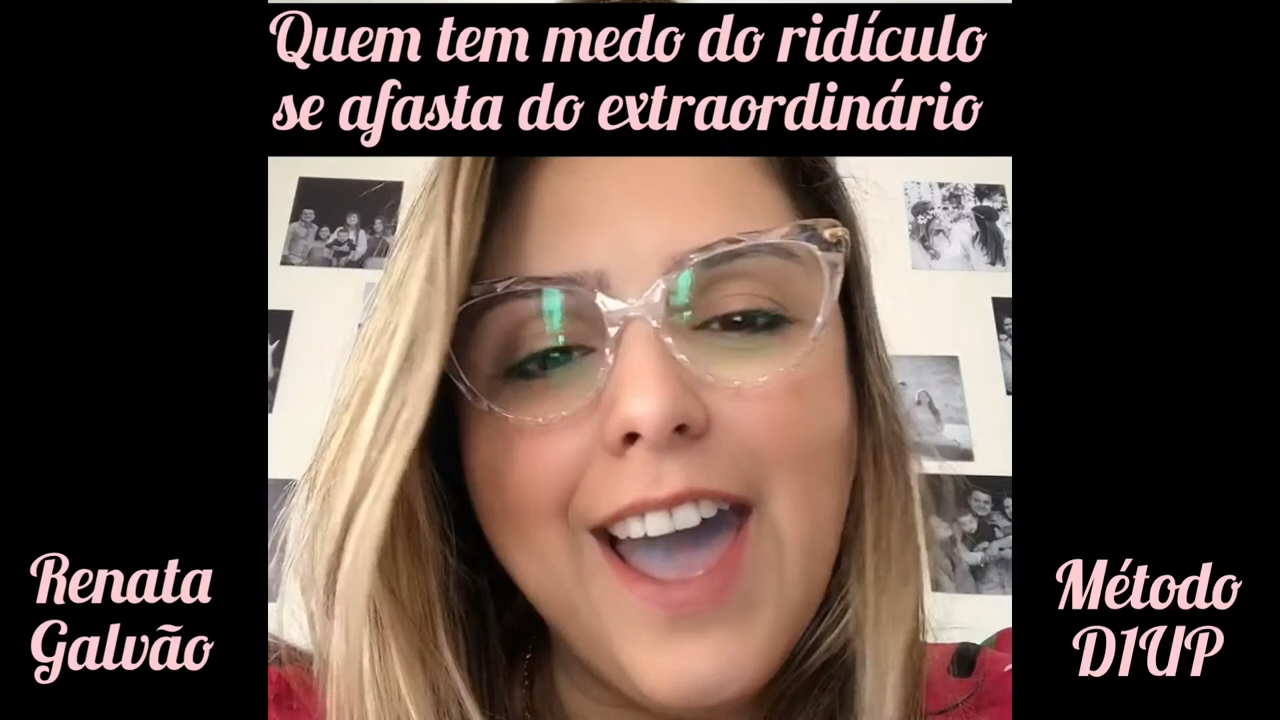 Quem tem medo do ridículo
se afasta do extraordinário
Renata
Galvão
Método
D1UP